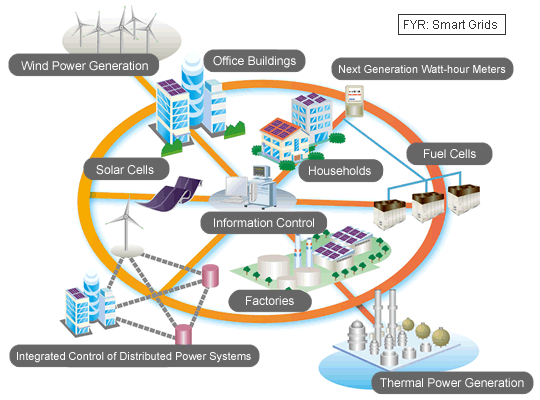 FYR: Smart Grids
Office Buildings
Wind Power Generation
Next Generation Watt-hour Meters
Fuel Cells
Solar Cells
Households
Information Control
Factories
Integrated Control of Distributed Power Systems
Thermal Power Generation